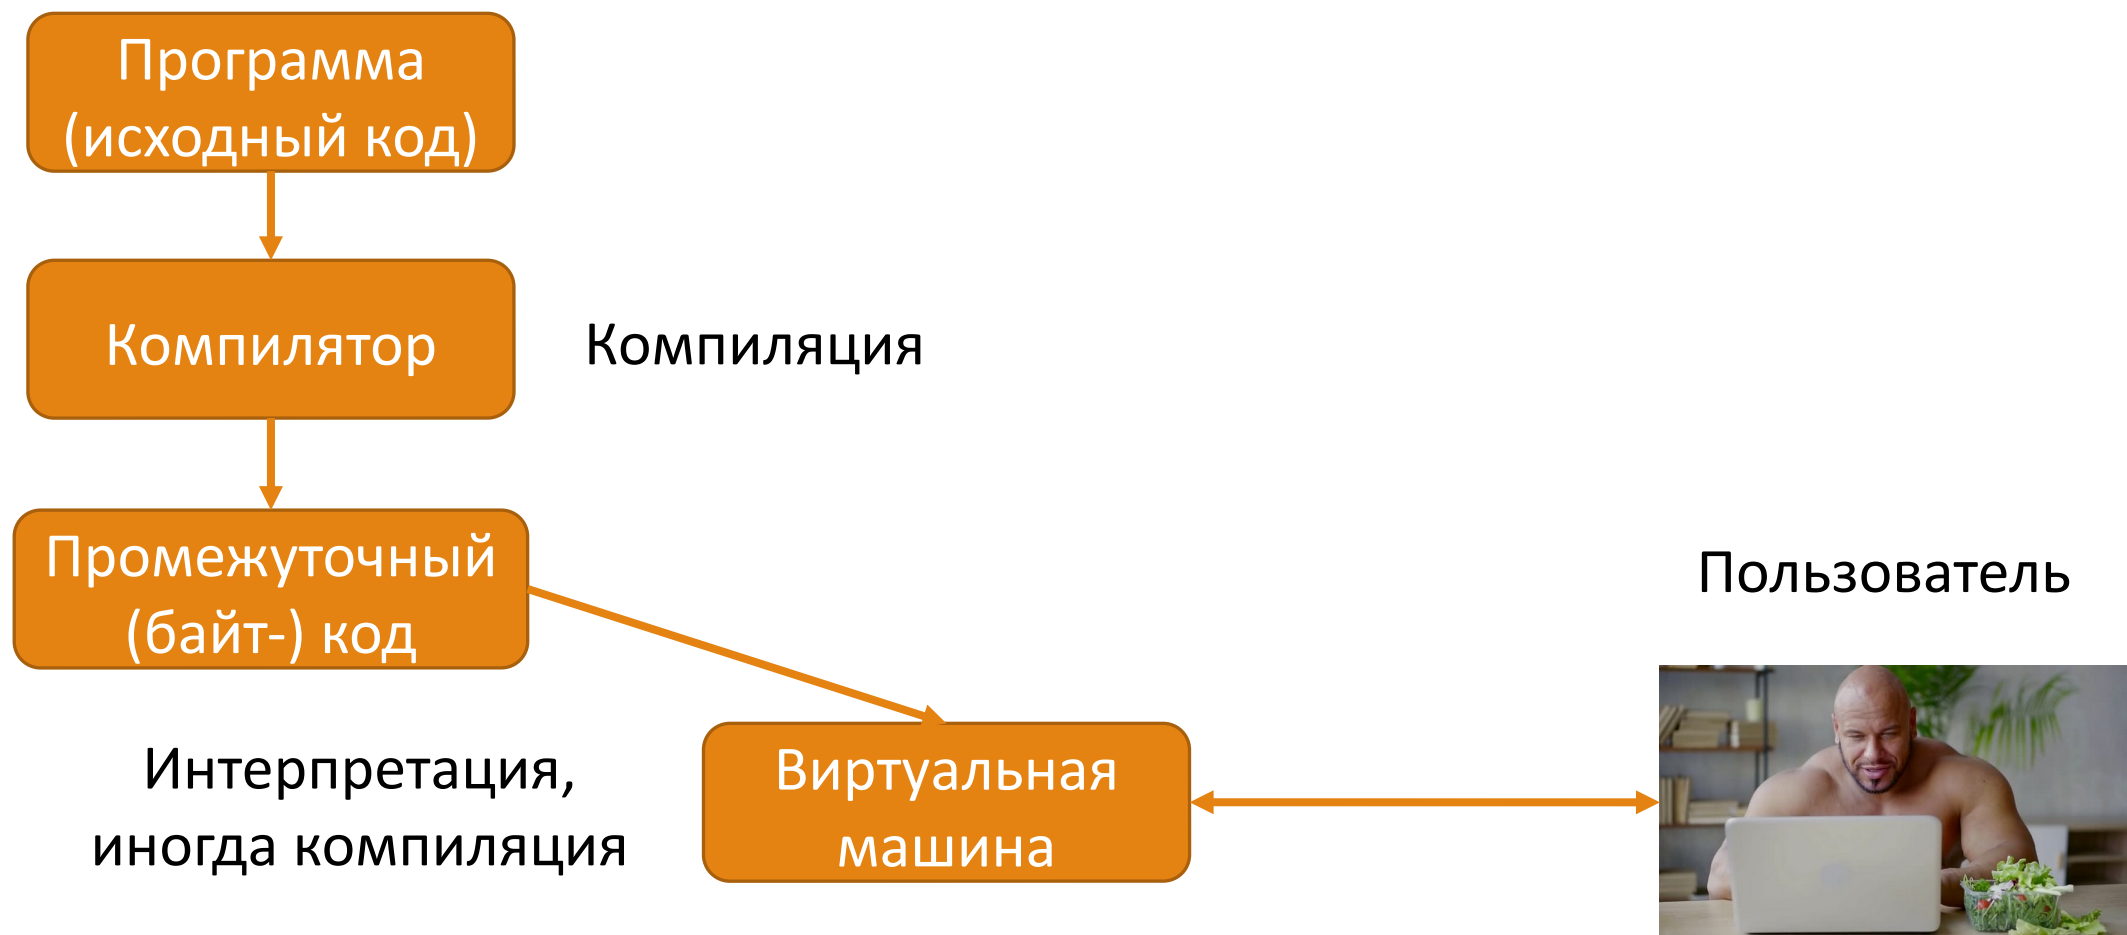 Программа
(исходный код)
Компилятор
Компиляция
Промежуточный
(байт-) код
Пользователь
Интерпретация,
иногда компиляция
Виртуальная
машина